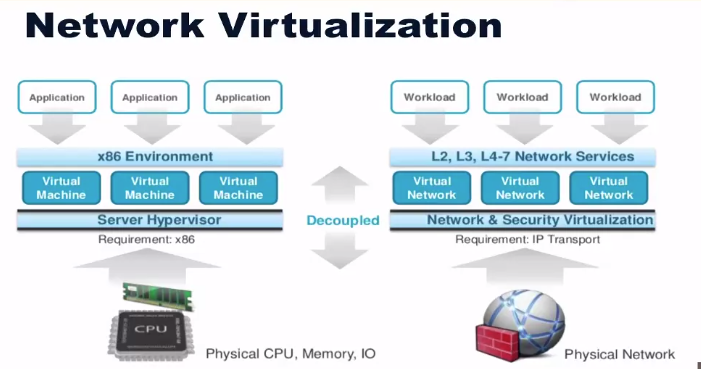 Network Virtualization
Application
Application
Application
x86 Environment
Virtual
Machine
Virtual
Machine
Virtual
Machine
Server Hypervisor
Requirement: x86
CPU
Physical CPU, Memory, IO
Decoupled
Workload
Workload
Workload
L2, L3, L4-7 Network Services
Virtual
Network
Virtual
Network
Virtual
Network
Network & Security Virtualization
Requirement: IP Transport
Physical Network